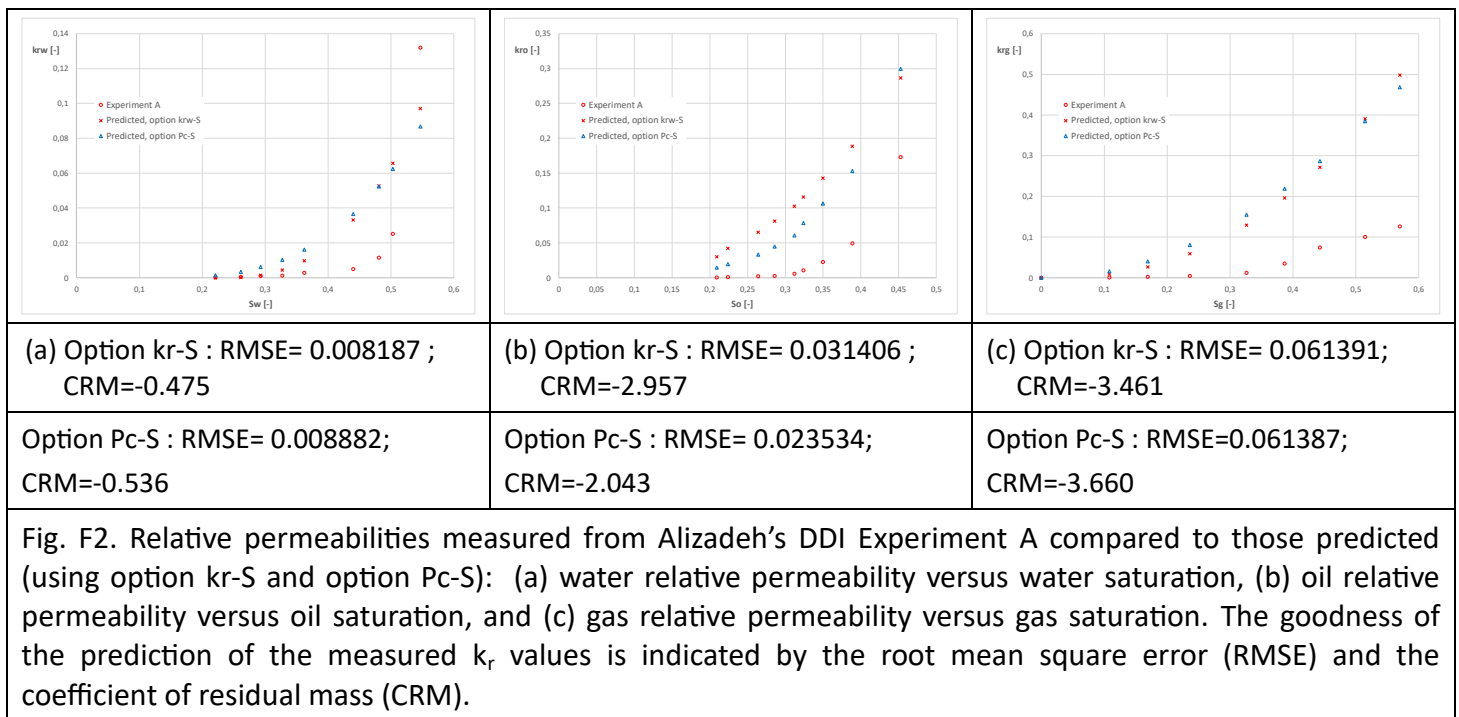 krw [-]
0,14
0,12
0,1
0,08
0,06
0,04
0,02
0
Experiment A
Predicted, option krw-S
Predicted, option Pc-S
0 0,1 0,2 0,3 0,4 0,5 0,6
Sw [-]
kro [-]
0,35
0,3
0,25
0,2
0,15
0,1
0,05
0
Experiment A
Predicted, option krw-S
Predicted, option Pc-S
0 0,05 0,1 0,15 0,2 0,25 0,3 0,35 0,4 0,45 0,5
So [-]
krg [-]
0,6
0,5
0,4
0,3
0,2
0,1
0
Experiment A
Predicted, option krw-S
Predicted, option Pc-S
0 0,1 0,2 0,3 0,4 0,5 0,6
Sg [-]
(a) Option kr-S : RMSE= 0.008187 ;
CRM=-0.475
(b) Option kr-S : RMSE= 0.031406 ;
CRM=-2.957
(c) Option kr-S : RMSE= 0.061391;
CRM=-3.461
Option Pc-S : RMSE= 0.008882;
CRM=-0.536
Option Pc-S : RMSE= 0.023534;
CRM=-2.043
Option Pc-S : RMSE=0.061387;
CRM=-3.660
Fig. F2. Relative permeabilities measured from Alizadeh's DDI Experiment A compared to those predicted
(using option kr-S and option Pc-S): (a) water relative permeability versus water saturation, (b) oil relative
permeability versus oil saturation, and (c) gas relative permeability versus gas saturation. The goodness of
the prediction of the measured kᵣ values is indicated by the root mean square error (RMSE) and the
coefficient of residual mass (CRM).